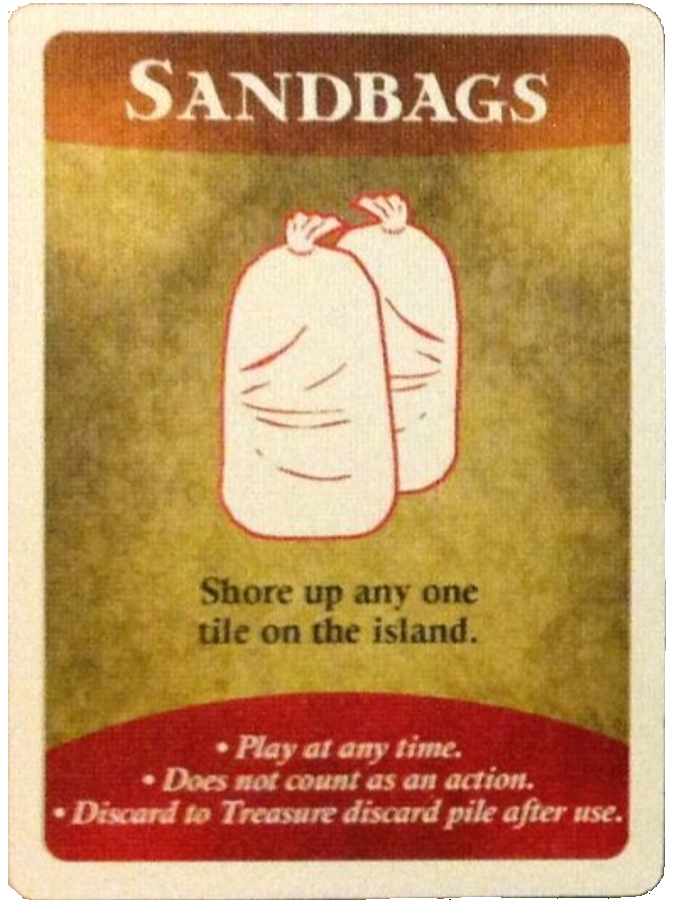 SANDBAGS
Shore up any one
tile on the island.
• Play at any time.
• Does not count as an action.
• Discard to Treasure discard pile after use.